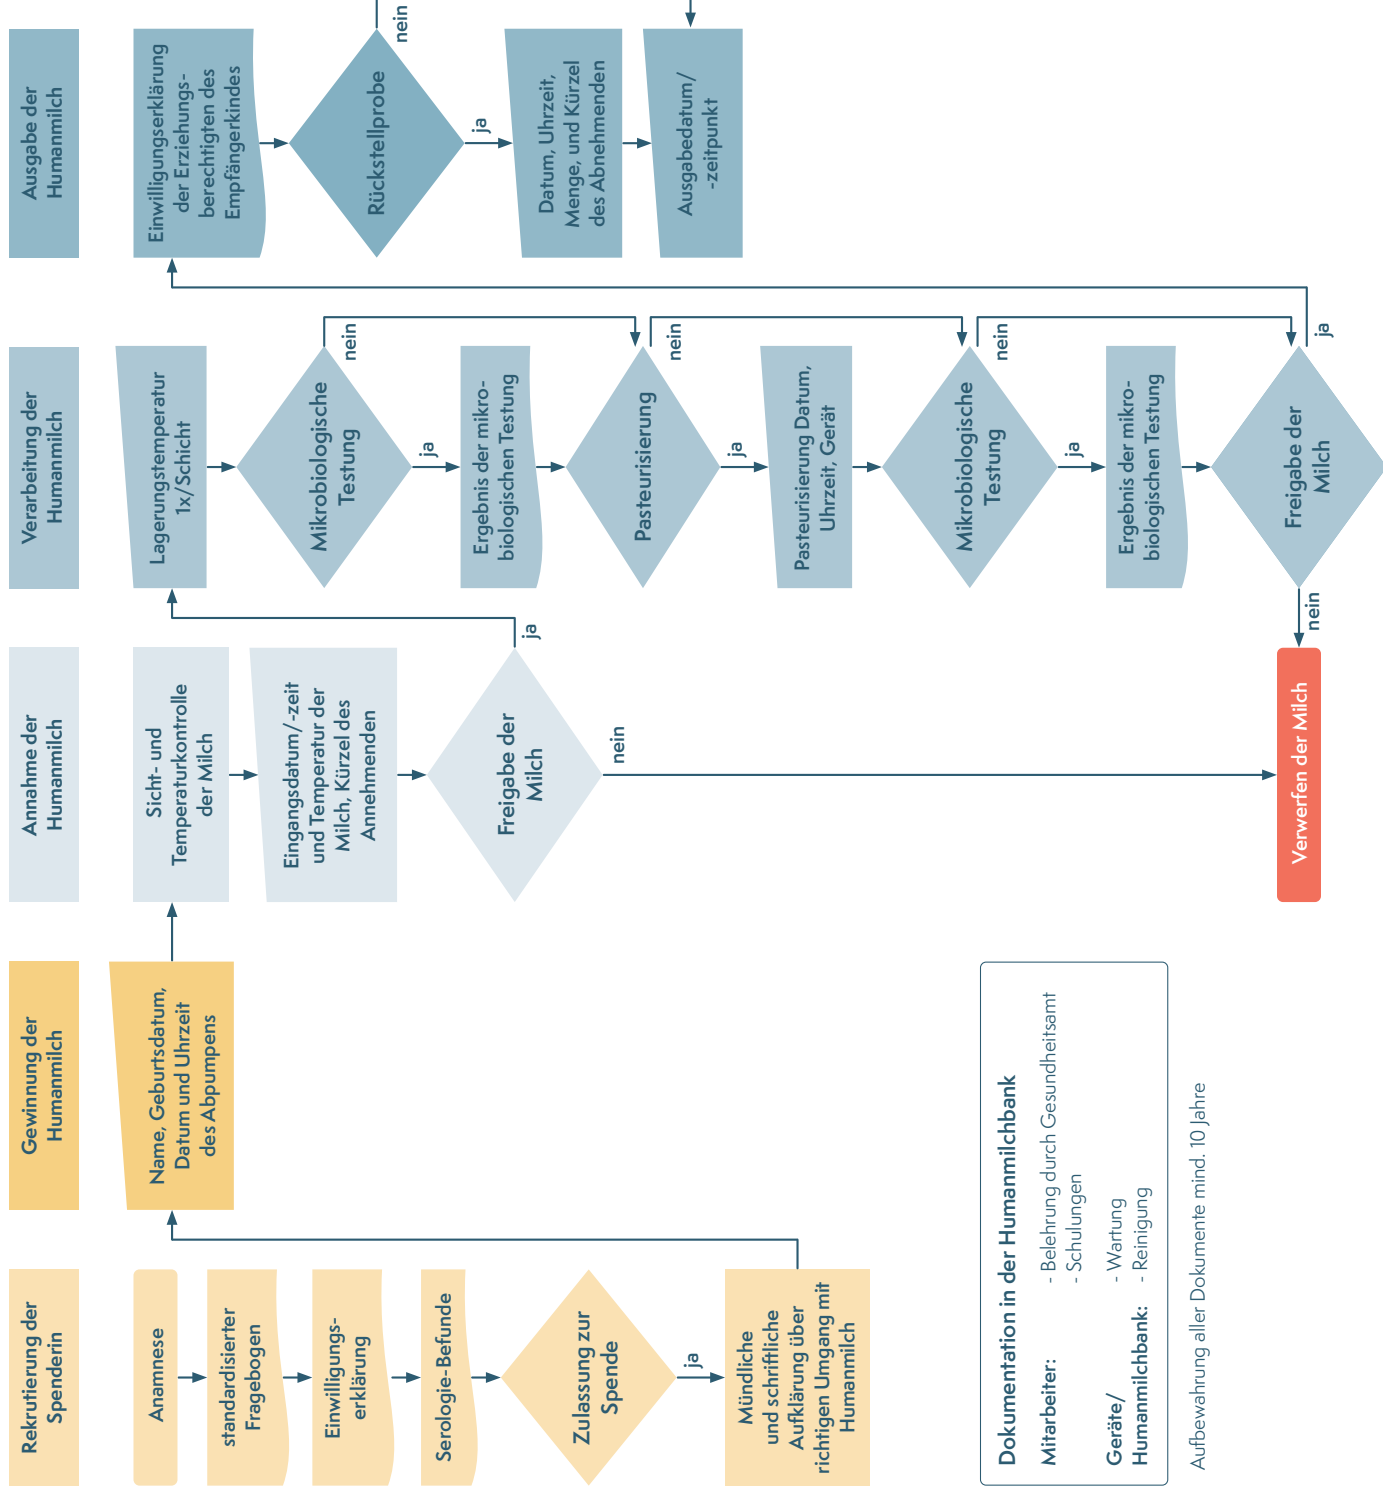 Rekrutierung der
Spenderin
Anamnese
standardisierter
Fragebogen
Einwilligungs-
erklärung
Serologie-Befunde
Zulassung zur
Spende
ja
Mündliche
und schriftliche
Aufklärung über
richtigen Umgang mit
Humanmilch
Gewinnung der
Humanmilch
Name, Geburtsdatum,
Datum und Uhrzeit
des Abpumpens
Annahme der
Humanmilch
Sicht- und
Temperaturkontrolle
der Milch
Eingangsdatum/-zeit
und Temperatur der
Milch, Kürzel des
Annehmenden
Freigabe der
Milch
ja
nein
Verwerfen der Milch
Verarbeitung der
Humanmilch
Lagerungstemperatur
1x/Schicht
Mikrobiologische
Testung
nein
ja
Ergebnis der mikro-
biologischen Testung
Pasteurisierung
nein
ja
Pasteurisierung Datum,
Uhrzeit, Gerät
Mikrobiologische
Testung
nein
ja
Ergebnis der mikro-
biologischen Testung
Freigabe der
Milch
ja
nein
Ausgabe der
Humanmilch
Einwilligungserklärung
der Erziehungs-
berechtigten des
Empfängerkindes
Rückstellprobe
nein
ja
Datum, Uhrzeit,
Menge, und Kürzel
des Abnehmenden
Ausgabedatum/
-zeitpunkt
Dokumentation in der Humanmilchbank
Mitarbeiter: - Belehrung durch Gesundheitsamt
- Schulungen
Geräte/ - Wartung
Humanmilchbank: - Reinigung
Aufbewahrung aller Dokumente mind. 10 Jahre